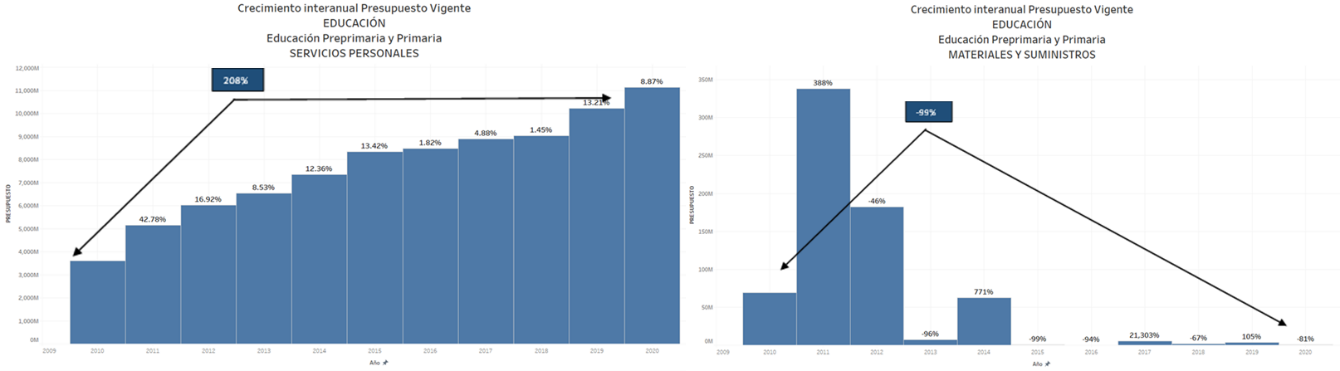 Crecimiento interanual Presupuesto Vigente
EDUCACIÓN
Educación Preprimaria y Primaria
SERVICIOS PERSONALES
208%
12,000M
11,000M
10,000M
9,000M
8,000M
7,000M
6,000M
5,000M
4,000M
3,000M
2,000M
1,000M
0M
PRESUPUESTO
42.78%
16.92%
8.53%
12.36%
13.42%
1.82%
4.88%
1.45%
13.21%
8.87%
2009
2010
2011
2012
2013
2014
2015
2016
2017
2018
2019
2020
Año
Crecimiento interanual Presupuesto Vigente
EDUCACIÓN
Educación Preprimaria y Primaria
MATERIALES Y SUMINISTROS
-99%
350M
300M
250M
200M
150M
100M
50M
0M
PRESUPUESTO
388%
-46%
-96%
771%
-99%
-94%
21,303%
-67%
105%
-81%
2009
2010
2011
2012
2013
2014
2015
2016
2017
2018
2019
2020
Año